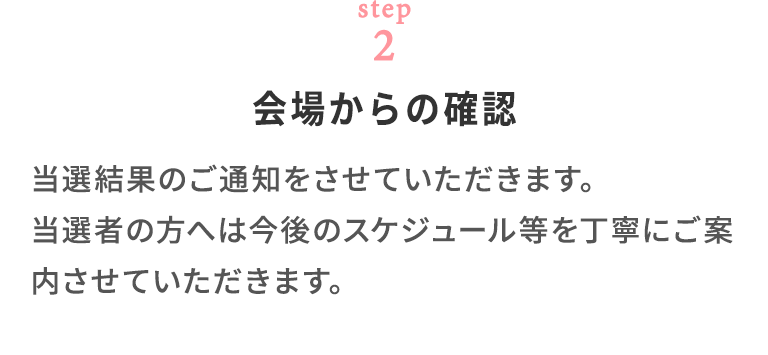 step
2
会場からの確認
当選結果のご通知をさせていただきます。
当選者の方へは今後のスケジュール等を丁寧にご案
内させていただきます。